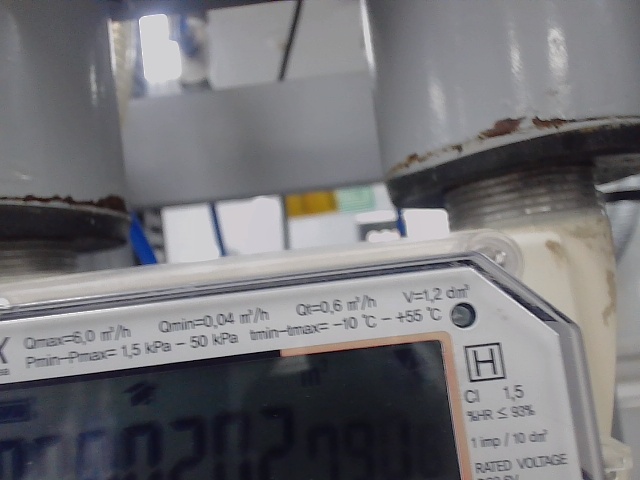 Qmax=6,0 m³/h Qmin=0,04 m³/h Qt=0,6 m³/h V=1,2 dm³
Pmin-Pmax= 1,5 kPa - 50 kPa tmin-tmax= -10 °C - +55 °C
H
Cl 1,5
%HR ≤ 93%
1 imp / 10 dm³
RATED VOLTAGE
m³